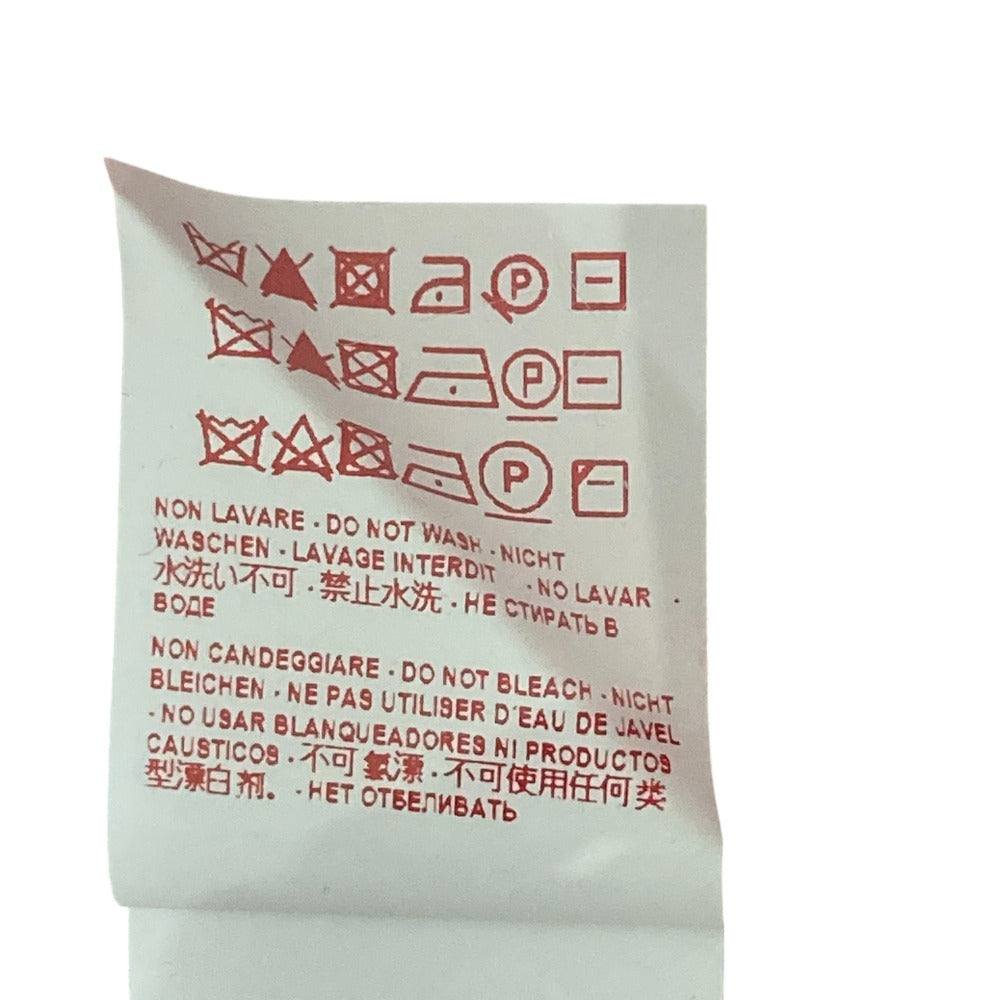 P
P
P
NON LAVARE · DO NOT WASH · NICHT
WASCHEN · LAVAGE INTERDIT · NO LAVAR ·
水洗い不可 · 禁止水洗 · НЕ СТИРАТЬ В
ВОДЕ
NON CANDEGGIARE · DO NOT BLEACH · NICHT
BLEICHEN · NE PAS UTILISER D'EAU DE JAVEL
· NO USAR BLANQUEADORES NI PRODUCTOS
CAUSTICOS · 不可 氯漂 · 不可使用任何类
型漂白剂。 · НЕТ ОТБЕЛИВАТЬ